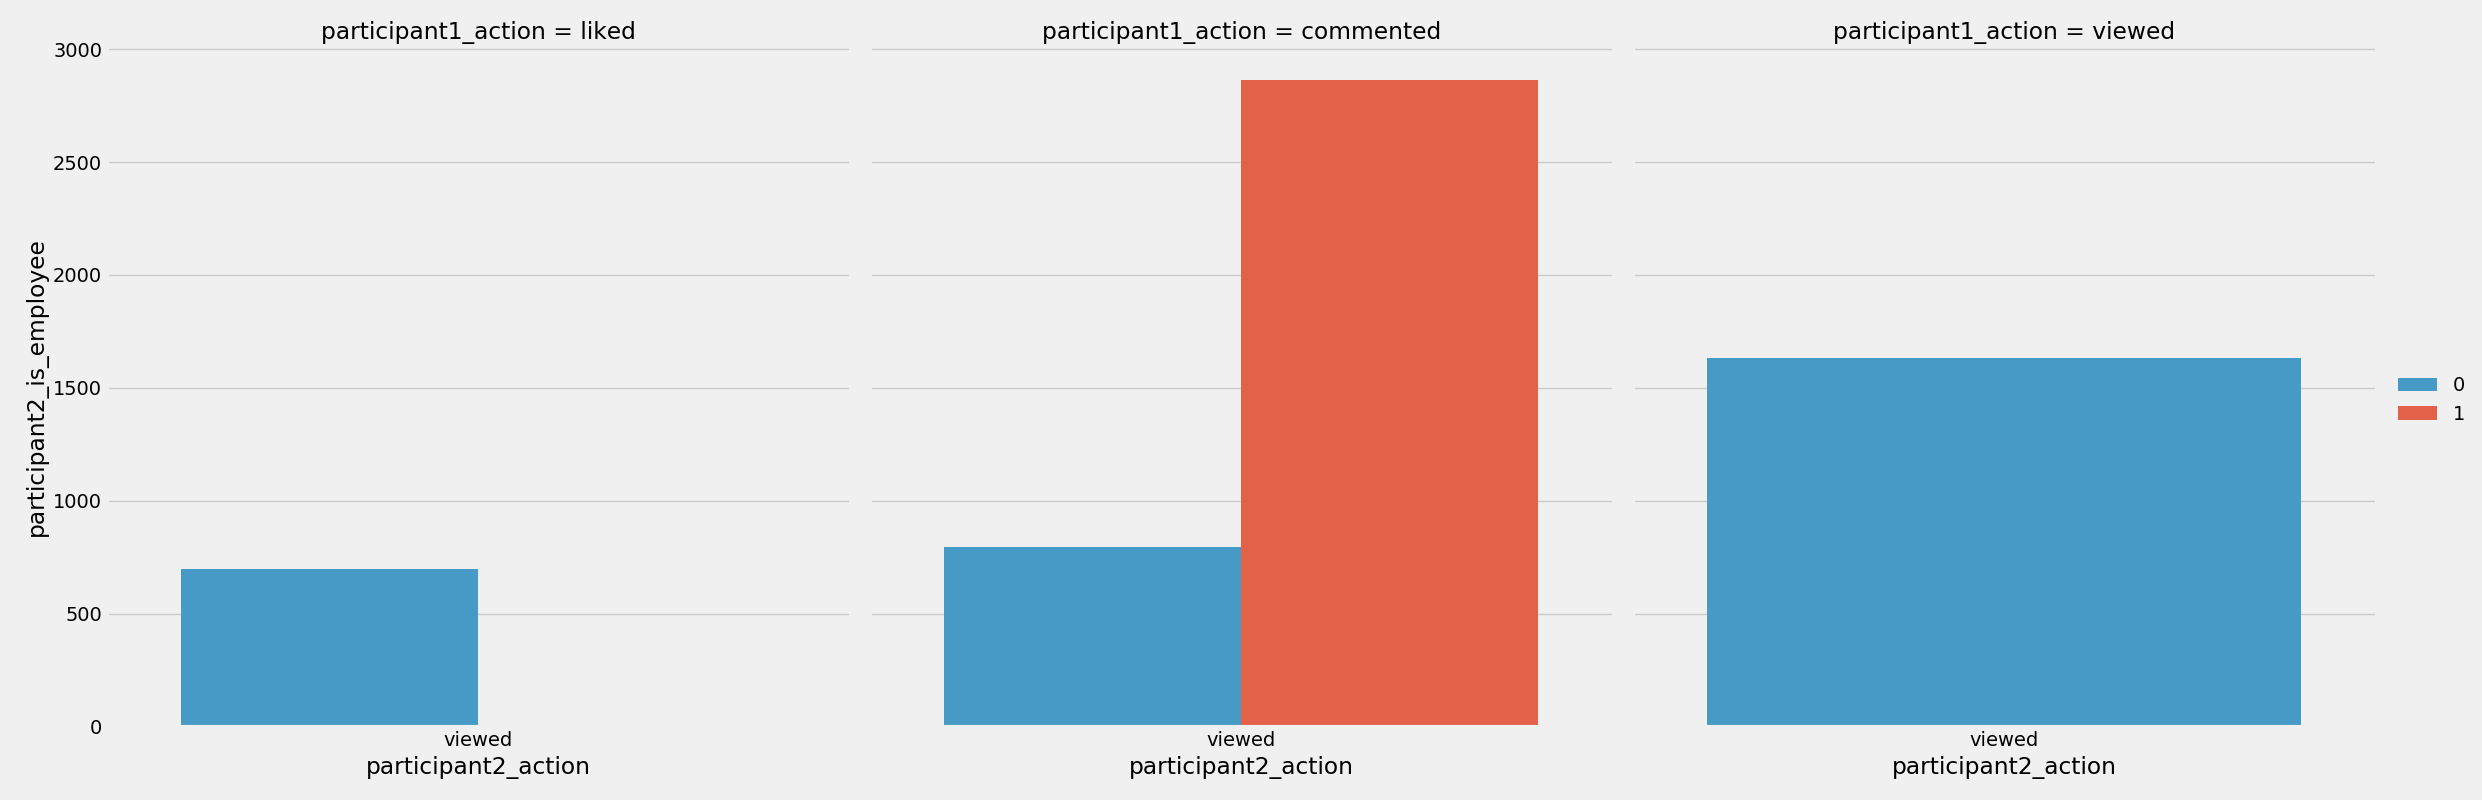 participant1_action = liked
participant1_action = commented
participant1_action = viewed
3000
2500
2000
1500
1000
500
0
participant2_is_employee
viewed
viewed
viewed
participant2_action
participant2_action
participant2_action
0
1